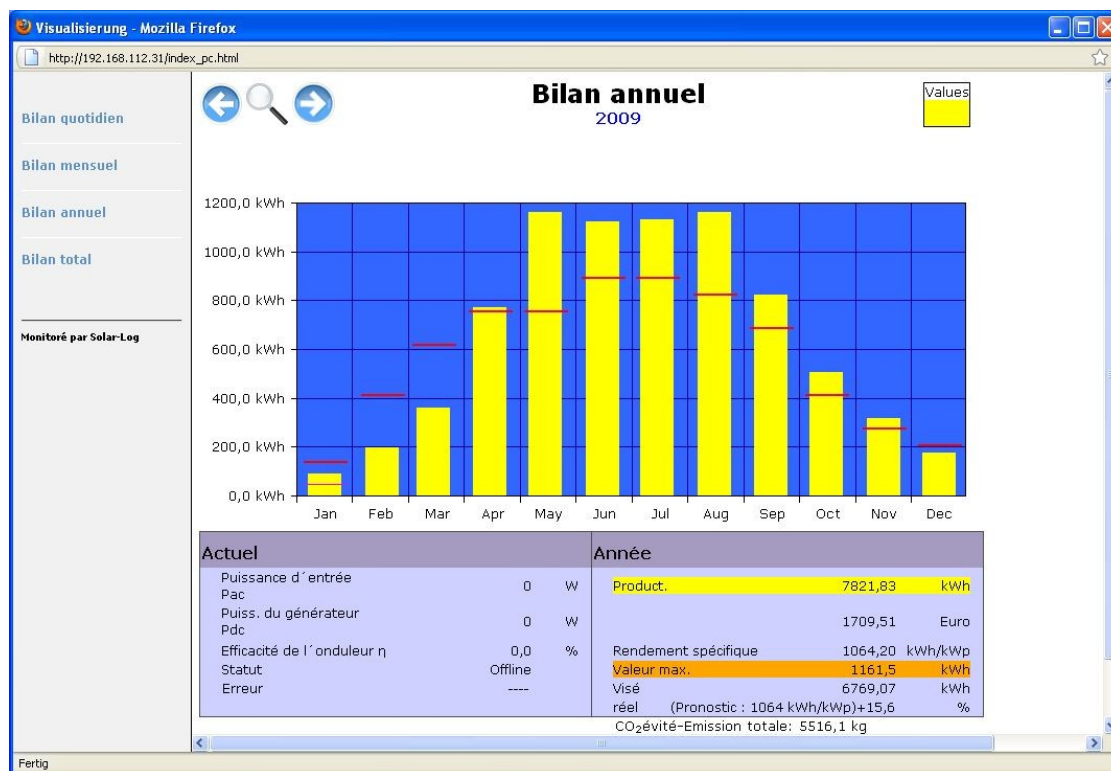 Visualisierung - Mozilla Firefox
http://192.168.112.31/index_pc.html
Bilan quotidien
Bilan mensuel
Bilan annuel
Bilan total
Monitoré par Solar-Log
Bilan annuel
2009
Values
1200,0 kWh
1000,0 kWh
800,0 kWh
600,0 kWh
400,0 kWh
200,0 kWh
0,0 kWh
Jan Feb Mar Apr May Jun Jul Aug Sep Oct Nov Dec
Actuel
Puissance d´entrée
Pac 0 W
Puiss. du générateur
Pdc 0 W
Efficacité de l´onduleur η 0,0 %
Statut Offline
Erreur ----
Année
Product. 7821,83 kWh
1709,51 Euro
Rendement spécifique 1064,20 kWh/kWp
Valeur max. 1161,5 kWh
Visé 6769,07 kWh
réel (Pronostic : 1064 kWh/kWp)+15,6 %
CO₂évité-Emission totale: 5516,1 kg
Fertig